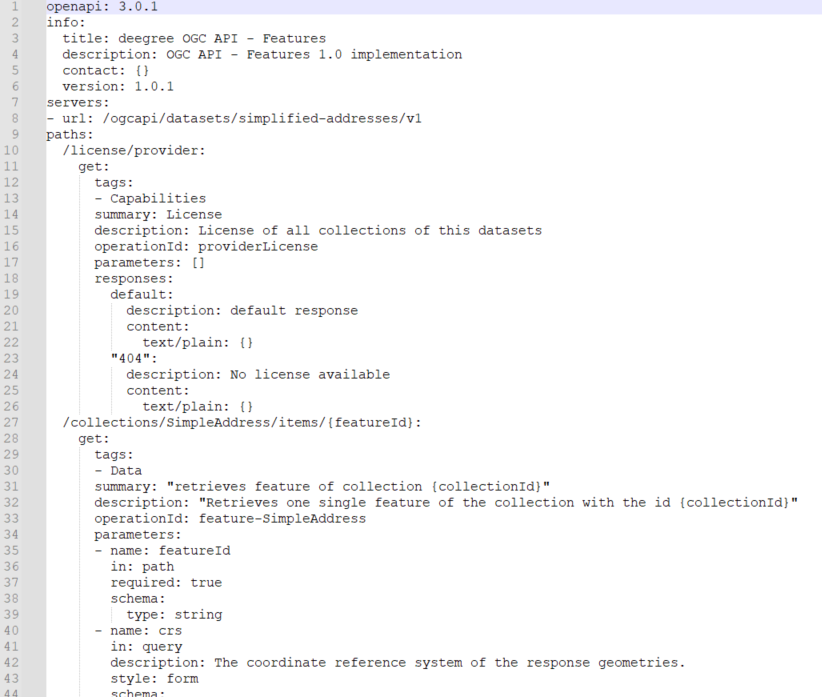 1 openapi: 3.0.1
2 info:
3   title: deegree OGC API - Features
4   description: OGC API - Features 1.0 implementation
5   contact: {}
6   version: 1.0.1
7 servers:
8 - url: /ogcapi/datasets/simplified-addresses/v1
9 paths:
10   /license/provider:
11     get:
12       tags:
13       - Capabilities
14       summary: License
15       description: License of all collections of this datasets
16       operationId: providerLicense
17       parameters: []
18       responses:
19         default:
20           description: default response
21           content:
22             text/plain: {}
23         "404":
24           description: No license available
25           content:
26             text/plain: {}
27   /collections/SimpleAddress/items/{featureId}:
28     get:
29       tags:
30       - Data
31       summary: "retrieves feature of collection {collectionId}"
32       description: "Retrieves one single feature of the collection with the id {collectionId}"
33       operationId: feature-SimpleAddress
34       parameters:
35       - name: featureId
36         in: path
37         required: true
38         schema:
39           type: string
40       - name: crs
41         in: query
42         description: The coordinate reference system of the response geometries.
43         style: form
44         schema: